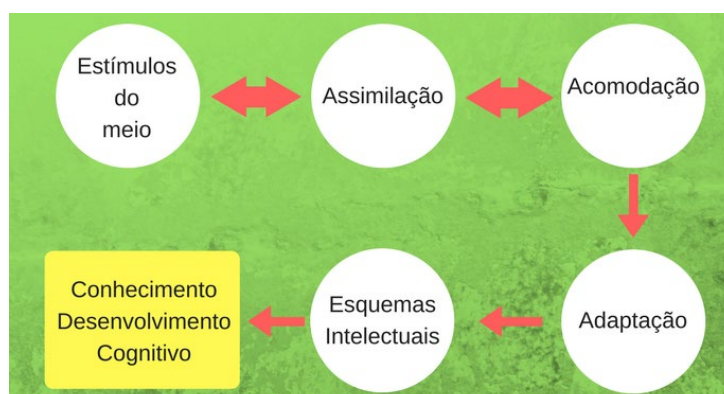 Estímulos
do
meio
Assimilação
Acomodação
Conhecimento
Desenvolvimento
Cognitivo
Esquemas
Intelectuais
Adaptação